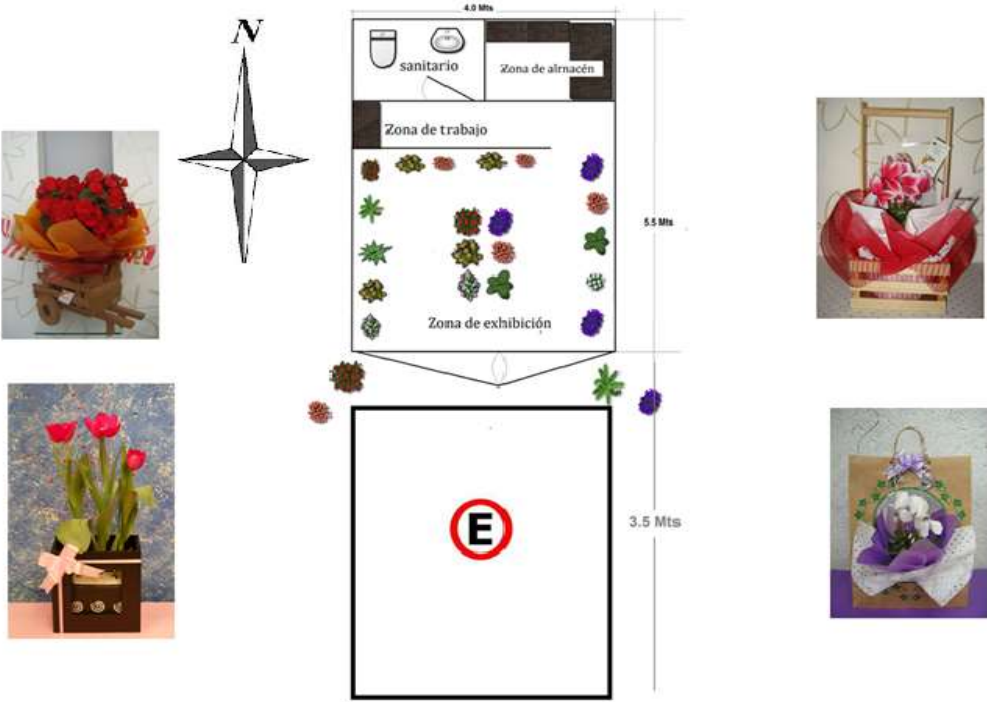 4.0 Mts
N
sanitario
Zona de almacén
Zona de trabajo
5.5 Mts
Zona de exhibición
E
3.5 Mts